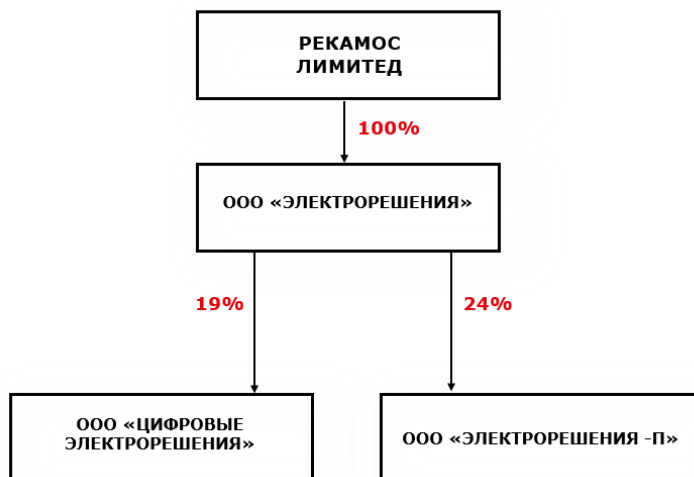 РЕКАМОС
ЛИМИТЕД
100%
ООО «ЭЛЕКТРОРЕШЕНИЯ»
19%
24%
ООО «ЦИФРОВЫЕ
ЭЛЕКТРОРЕШЕНИЯ»
ООО «ЭЛЕКТРОРЕШЕНИЯ -П»